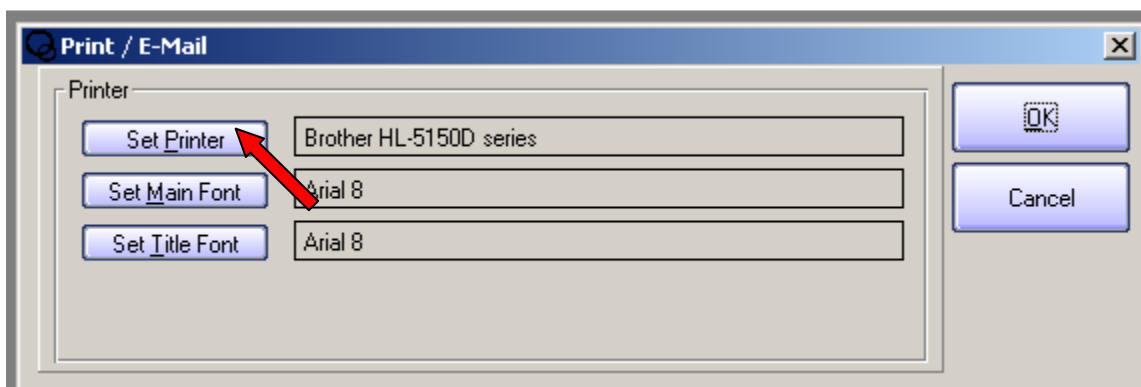 Print / E-Mail
Printer
Set Printer
Brother HL-5150D series
Set Main Font
Arial 8
Set Title Font
Arial 8
OK
Cancel